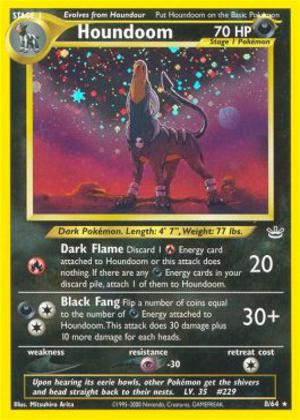 STAGE 1 Evolves from Houndour Put Houndoom on the Basic Pokémon
Houndoom 70 HP
Stage 1 Pokémon
Dark Pokémon. Length: 4' 7", Weight: 77 lbs.
Dark Flame Discard 1 Energy card
attached to Houndoom or this attack does
nothing. If there are any Energy cards in your
discard pile, attach 1 of them to Houndoom.
20
Black Fang Flip a number of coins equal
to the number of Energy attached to
Houndoom. This attack does 30 damage plus
10 more damage for each heads.
30+
weakness resistance retreat cost
-30
Upon hearing its eerie howls, other Pokémon get the shivers
and head straight back to their nests. LV. 35 #229
Illus. Mitsuhiro Arita ©1995-2000 Nintendo, Creatures, GAMEFREAK. 8/64 ★